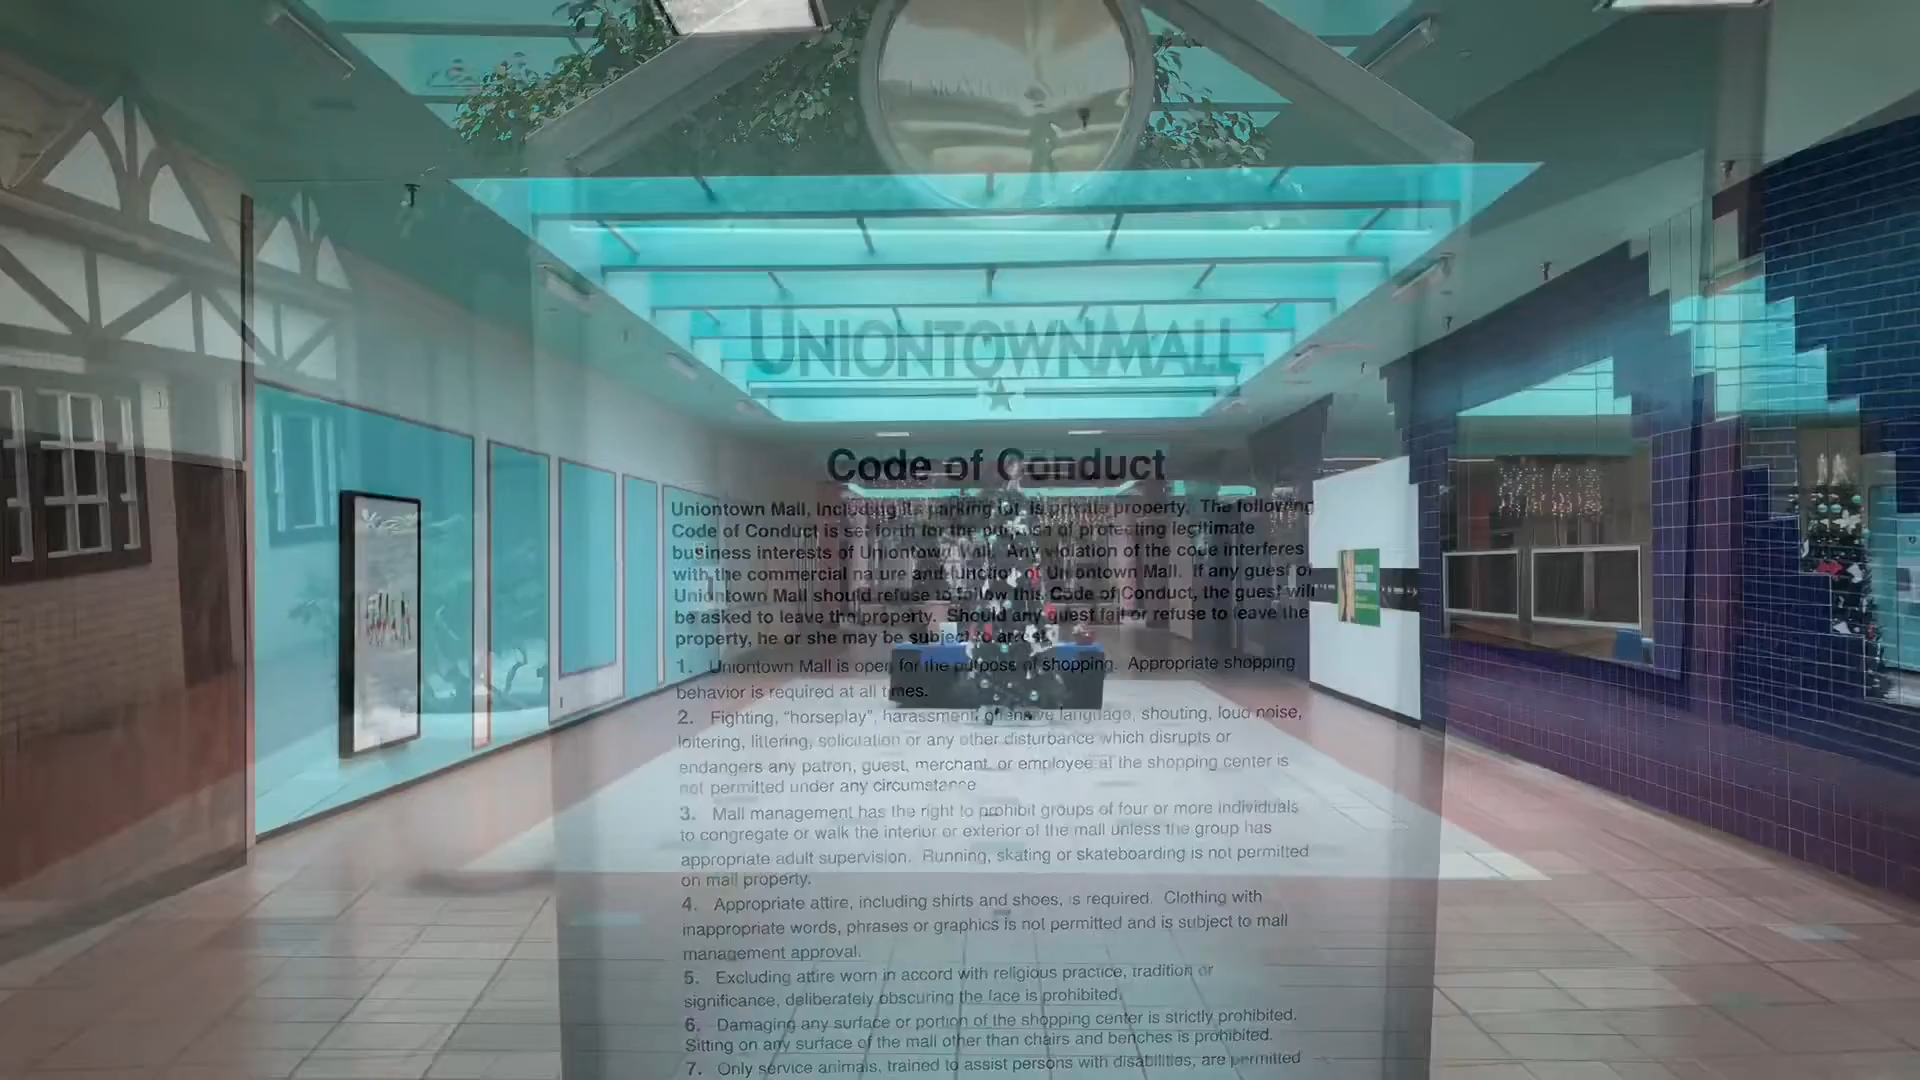 UNIONTOWNMALL
Code of Conduct
Uniontown Mall, including its parking lot, is private property. The following
Code of Conduct is set forth for the purpose of protecting legitimate
business interests of Uniontown Mall. Any violation of the code interferes
with the commercial nature and function of Uniontown Mall. If any guest of
Uniontown Mall should refuse to follow this Code of Conduct, the guest will
be asked to leave the property. Should any guest fail or refuse to leave the
property, he or she may be subject to arrest.
1. Uniontown Mall is open for the purpose of shopping. Appropriate shopping
behavior is required at all times.
2. Fighting, “horseplay”, harassment, offensive language, shouting, loud noise,
loitering, littering, solicitation or any other disturbance which disrupts or
endangers any patron, guest, merchant, or employee at the shopping center is
not permitted under any circumstance
3. Mall management has the right to prohibit groups of four or more individuals
to congregate or walk the interior or exterior of the mall unless the group has
appropriate adult supervision. Running, skating or skateboarding is not permitted
on mall property.
4. Appropriate attire, including shirts and shoes, is required. Clothing with
inappropriate words, phrases or graphics is not permitted and is subject to mall
management approval.
5. Excluding attire worn in accord with religious practice, tradition or
significance, deliberately obscuring the face is prohibited.
6. Damaging any surface or portion of the shopping center is strictly prohibited.
Sitting on any surface of the mall other than chairs and benches is prohibited.
7. Only service animals, trained to assist persons with disabilities, are permitted